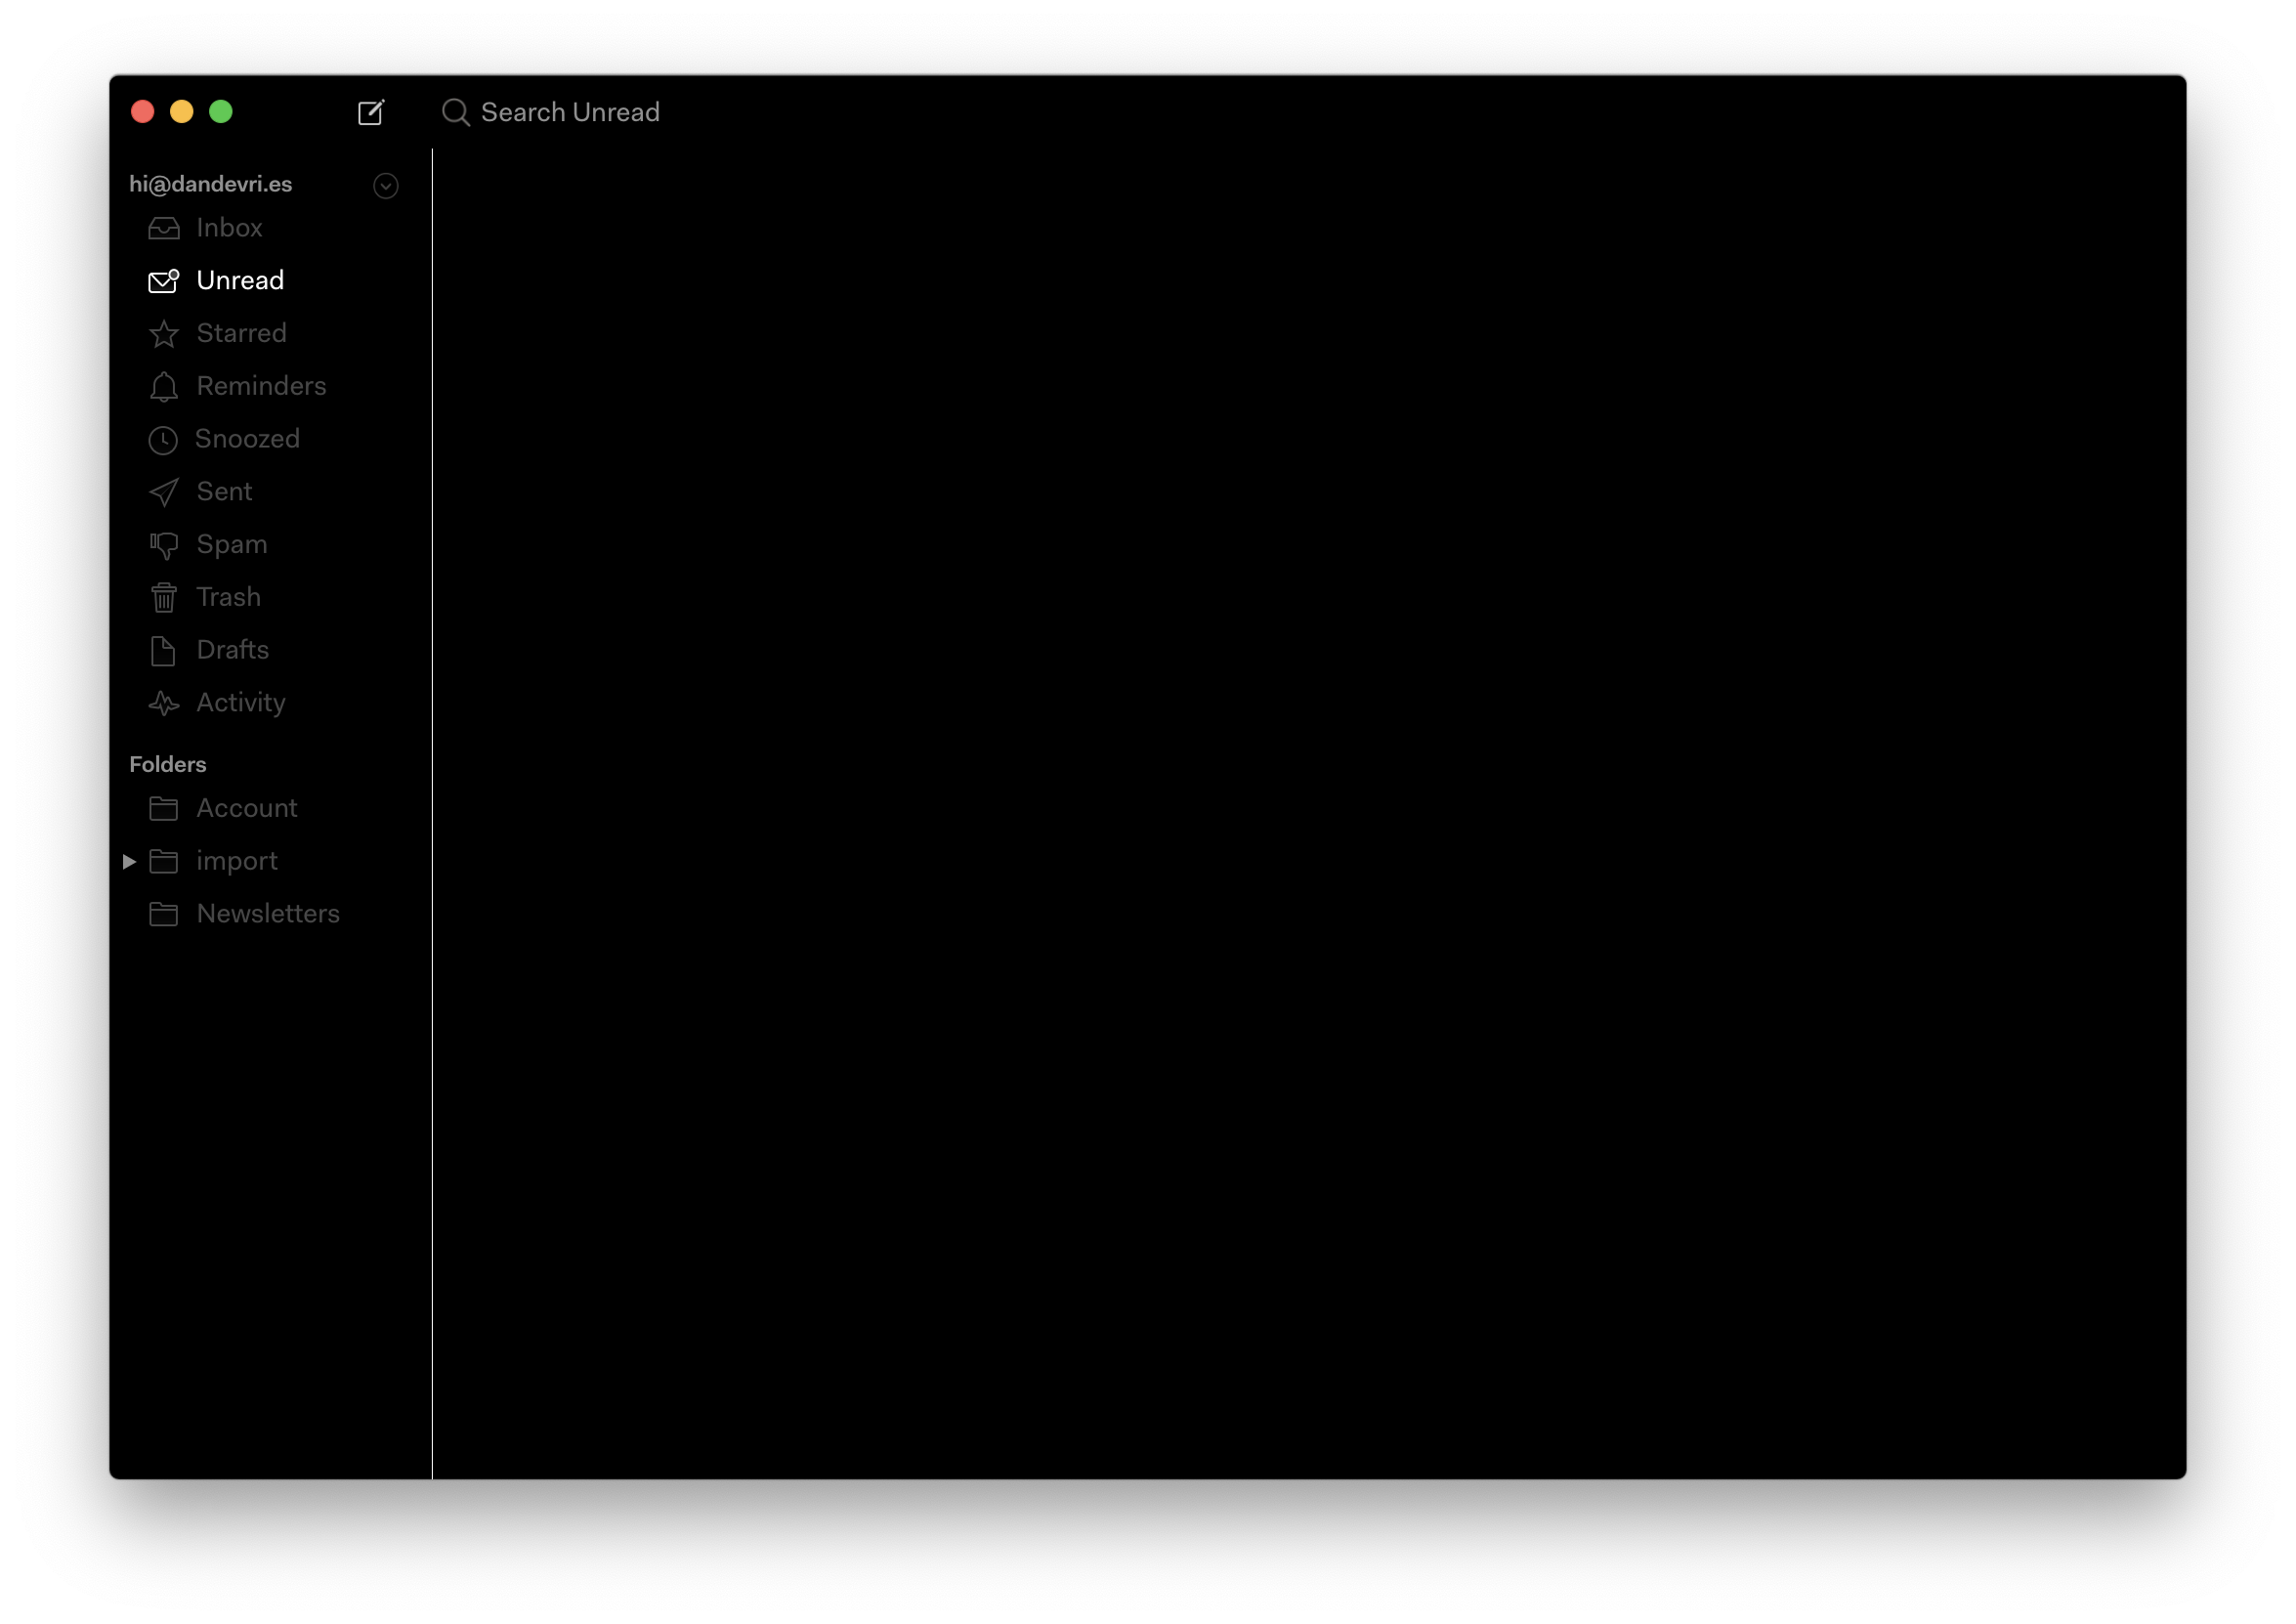 Search Unread
hi@dandevri.es
Inbox
Unread
Starred
Reminders
Snoozed
Sent
Spam
Trash
Drafts
Activity
Folders
Account
import
Newsletters